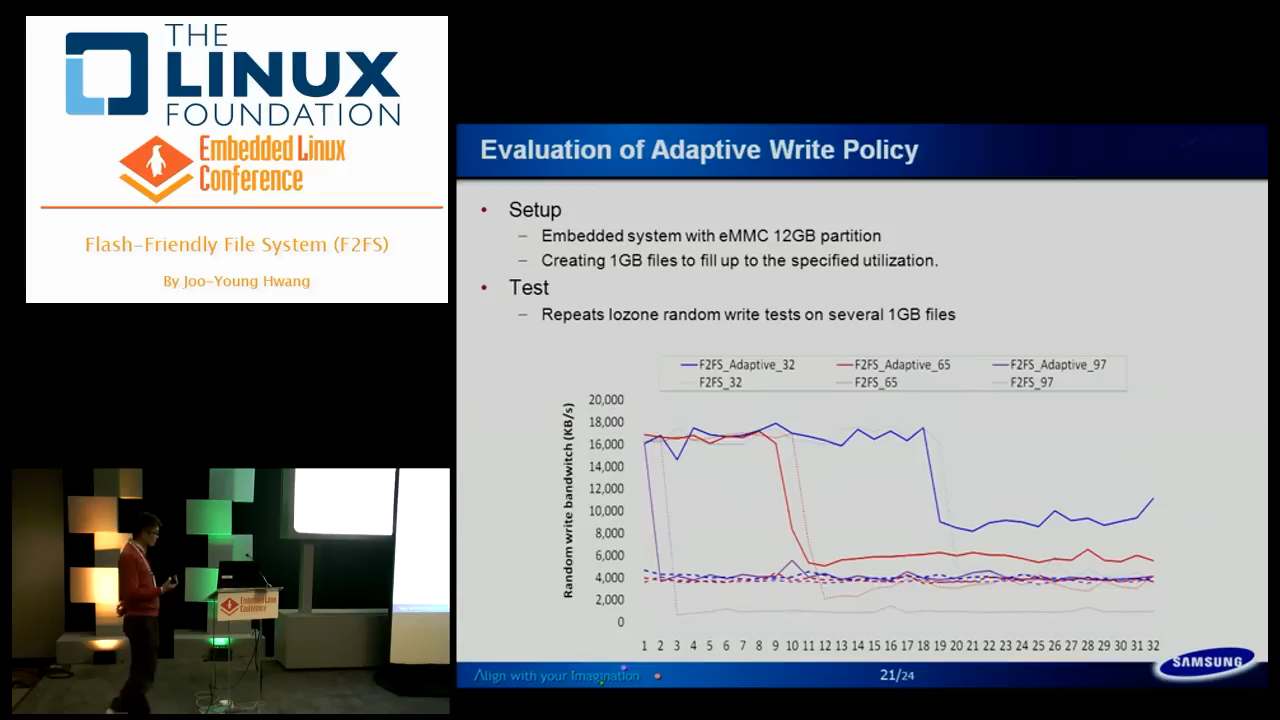 THE
LINUX
FOUNDATION
Embedded Linux
Conference
Flash-Friendly File System (F2FS)
By Joo-Young Hwang
Evaluation of Adaptive Write Policy
• Setup
– Embedded system with eMMC 12GB partition
– Creating 1GB files to fill up to the specified utilization.
• Test
– Repeats Iozone random write tests on several 1GB files
F2FS_Adaptive_32 F2FS_Adaptive_65 F2FS_Adaptive_97
F2FS_32 F2FS_65 F2FS_97
Random write bandwitch (KB/s)
20,000
18,000
16,000
14,000
12,000
10,000
8,000
6,000
4,000
2,000
0
1 2 3 4 5 6 7 8 9 10 11 12 13 14 15 16 17 18 19 20 21 22 23 24 25 26 27 28 29 30 31 32
Align with your Imagination
21/24
SAMSUNG
Embedded Linux
Conference